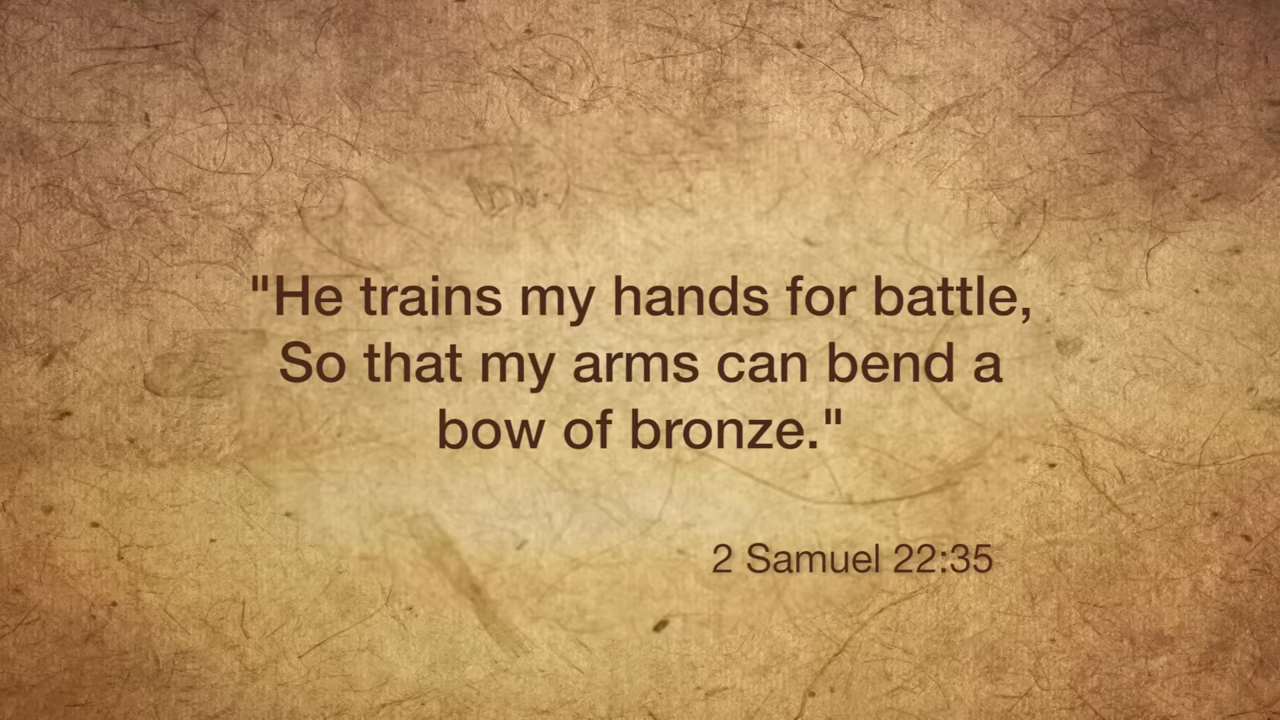 "He trains my hands for battle,
So that my arms can bend a
bow of bronze."
2 Samuel 22:35